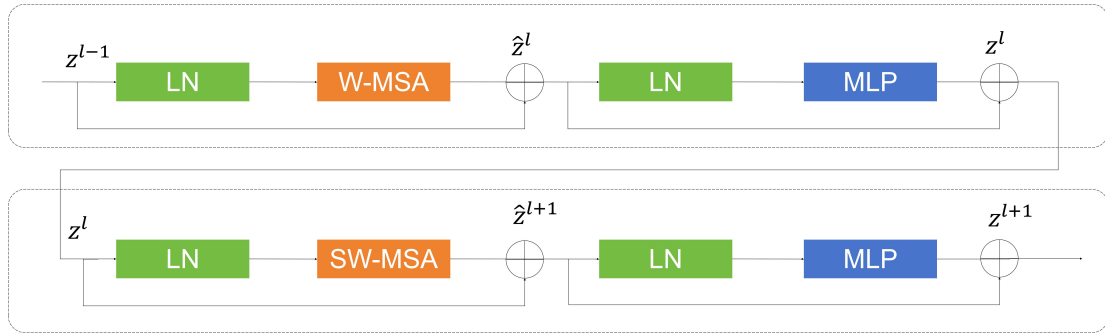 z^{l-1} ẑ^l z^l
LN W-MSA LN MLP
z^l ẑ^{l+1} z^{l+1}
LN SW-MSA LN MLP